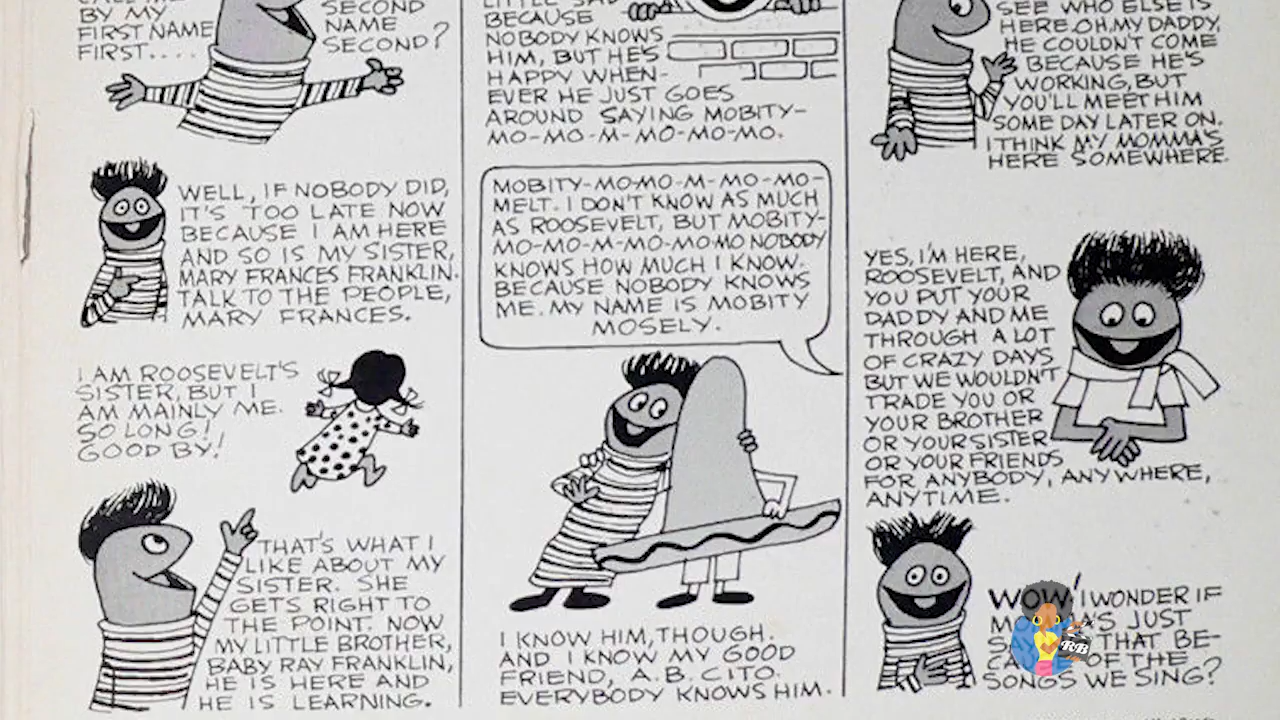 CALL ME
BY MY
FIRST NAME
FIRST....
SECOND
NAME
SECOND?
WELL, IF NOBODY DID,
IT'S TOO LATE NOW
BECAUSE I AM HERE
AND SO IS MY SISTER,
MARY FRANCES FRANKLIN.
TALK TO THE PEOPLE,
MARY FRANCES.
I AM ROOSEVELT'S
SISTER, BUT I
AM MAINLY ME.
SO LONG!
GOOD BY!
THAT'S WHAT I
LIKE ABOUT MY
SISTER. SHE
GETS RIGHT TO
THE POINT. NOW
MY LITTLE BROTHER,
BABY RAY FRANKLIN,
HE IS HERE AND
HE IS LEARNING.
LITTLE SAD
BECAUSE
NOBODY KNOWS
HIM, BUT HE'S
HAPPY WHEN-
EVER HE JUST GOES
AROUND SAYING MOBITY-
MO-MO-M-MO-MO-MO.
MOBITY-MO-MO-M-MO-MO-
MELT. I DON'T KNOW AS MUCH
AS ROOSEVELT, BUT MOBITY-
MO-MO-M-MO-MO-MO NOBODY
KNOWS HOW MUCH I KNOW.
BECAUSE NOBODY KNOWS
ME. MY NAME IS MOBITY
MOSELY.
I KNOW HIM, THOUGH.
AND I KNOW MY GOOD
FRIEND, A.B. CITO.
EVERYBODY KNOWS HIM.
SEE WHO ELSE IS
HERE. OH, MY DADDY,
HE COULDN'T COME
BECAUSE HE'S
WORKING, BUT
YOU'LL MEET HIM
SOME DAY LATER ON.
I THINK MY MOMMA'S
HERE SOMEWHERE.
YES, I'M HERE,
ROOSEVELT, AND
YOU PUT YOUR
DADDY AND ME
THROUGH A LOT
OF CRAZY DAYS
BUT WE WOULDN'T
TRADE YOU OR
YOUR BROTHER
OR YOUR SISTER
OR YOUR FRIENDS
FOR ANYBODY, ANYWHERE,
ANYTIME.
WOW, I WONDER IF
JUST
THAT BE-
OF THE
SONGS WE SING?
RB